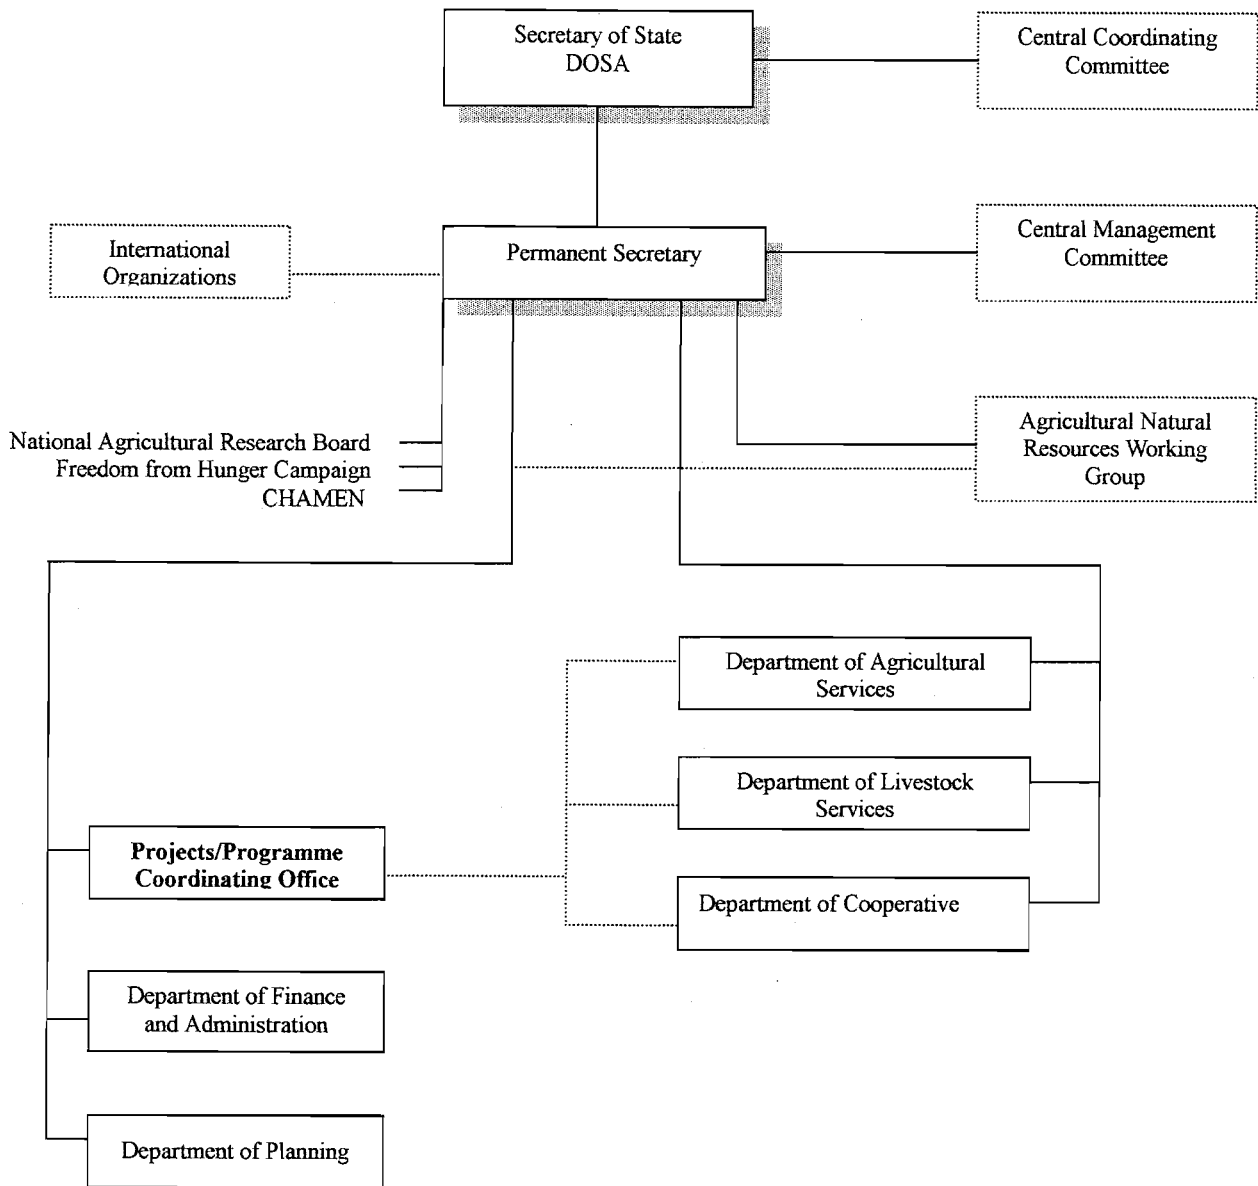 Secretary of State
DOSA
Central Coordinating
Committee
International
Organizations
Permanent Secretary
Central Management
Committee
National Agricultural Research Board
Freedom from Hunger Campaign
CHAMEN
Agricultural Natural
Resources Working
Group
Department of Agricultural
Services
Department of Livestock
Services
Projects/Programme
Coordinating Office
Department of Cooperative
Department of Finance
and Administration
Department of Planning